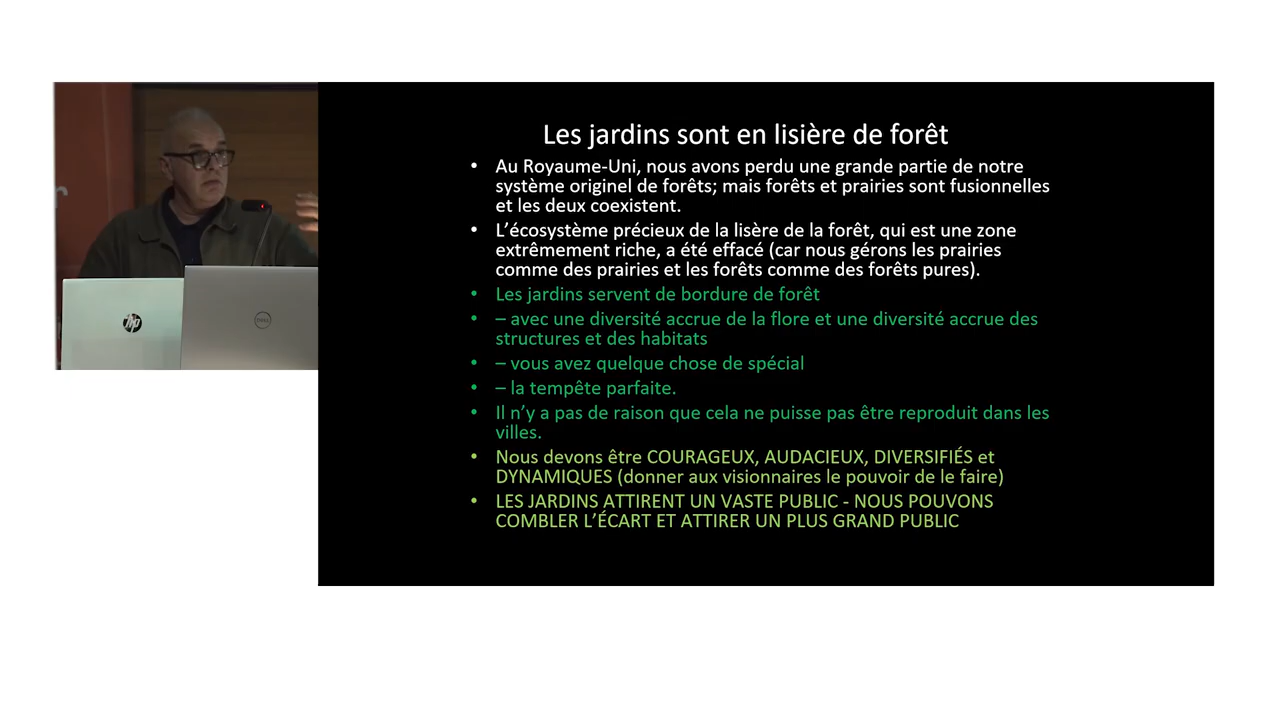 Les jardins sont en lisière de forêt
• Au Royaume-Uni, nous avons perdu une grande partie de notre
système originel de forêts; mais forêts et prairies sont fusionnelles
et les deux coexistent.
• L’écosystème précieux de la lisère de la forêt, qui est une zone
extrêmement riche, a été effacé (car nous gérons les prairies
comme des prairies et les forêts comme des forêts pures).
• Les jardins servent de bordure de forêt
• – avec une diversité accrue de la flore et une diversité accrue des
structures et des habitats
• – vous avez quelque chose de spécial
• – la tempête parfaite.
• Il n’y a pas de raison que cela ne puisse pas être reproduit dans les
villes.
• Nous devons être COURAGEUX, AUDACIEUX, DIVERSIFIÉS et
DYNAMIQUES (donner aux visionnaires le pouvoir de le faire)
• LES JARDINS ATTIRENT UN VASTE PUBLIC - NOUS POUVONS
COMBLER L’ÉCART ET ATTIRER UN PLUS GRAND PUBLIC
hp
DELL